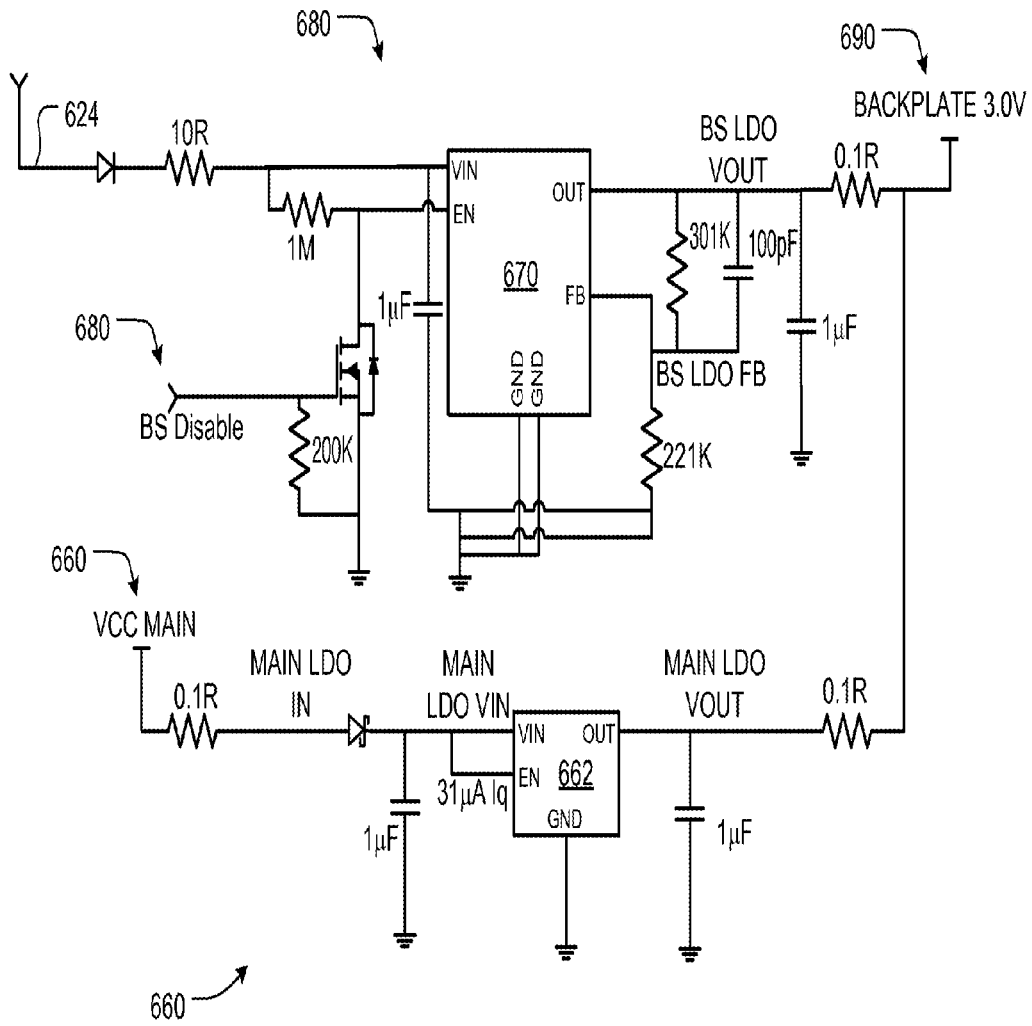 680
690
BACKPLATE 3.0V
624
10R
BS LDO
VOUT
0.1R
VIN
OUT
EN
1M
301K
100pF
670
1µF
FB
680
1µF
BS LDO FB
GND
GND
BS Disable
200K
221K
660
VCC MAIN
MAIN LDO
IN
MAIN
LDO VIN
MAIN LDO
VOUT
0.1R
0.1R
VIN
OUT
EN
662
31µA Iq
GND
1µF
1µF
660